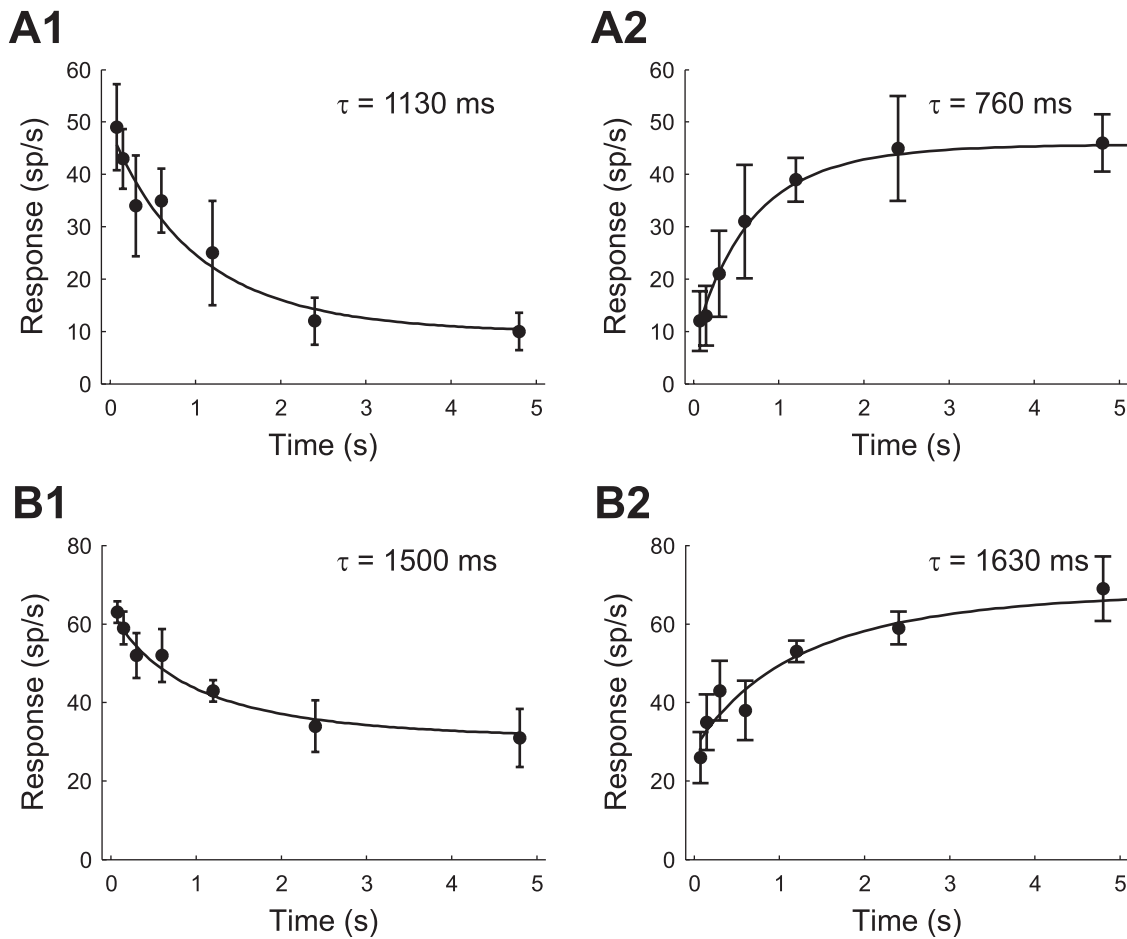 A1
A2
60
50
40
30
20
10
0
Response (sp/s)
τ = 1130 ms
0 1 2 3 4 5
Time (s)
60
50
40
30
20
10
0
Response (sp/s)
τ = 760 ms
0 1 2 3 4 5
Time (s)
B1
B2
80
60
40
20
0
Response (sp/s)
τ = 1500 ms
0 1 2 3 4 5
Time (s)
80
60
40
20
0
Response (sp/s)
τ = 1630 ms
0 1 2 3 4 5
Time (s)